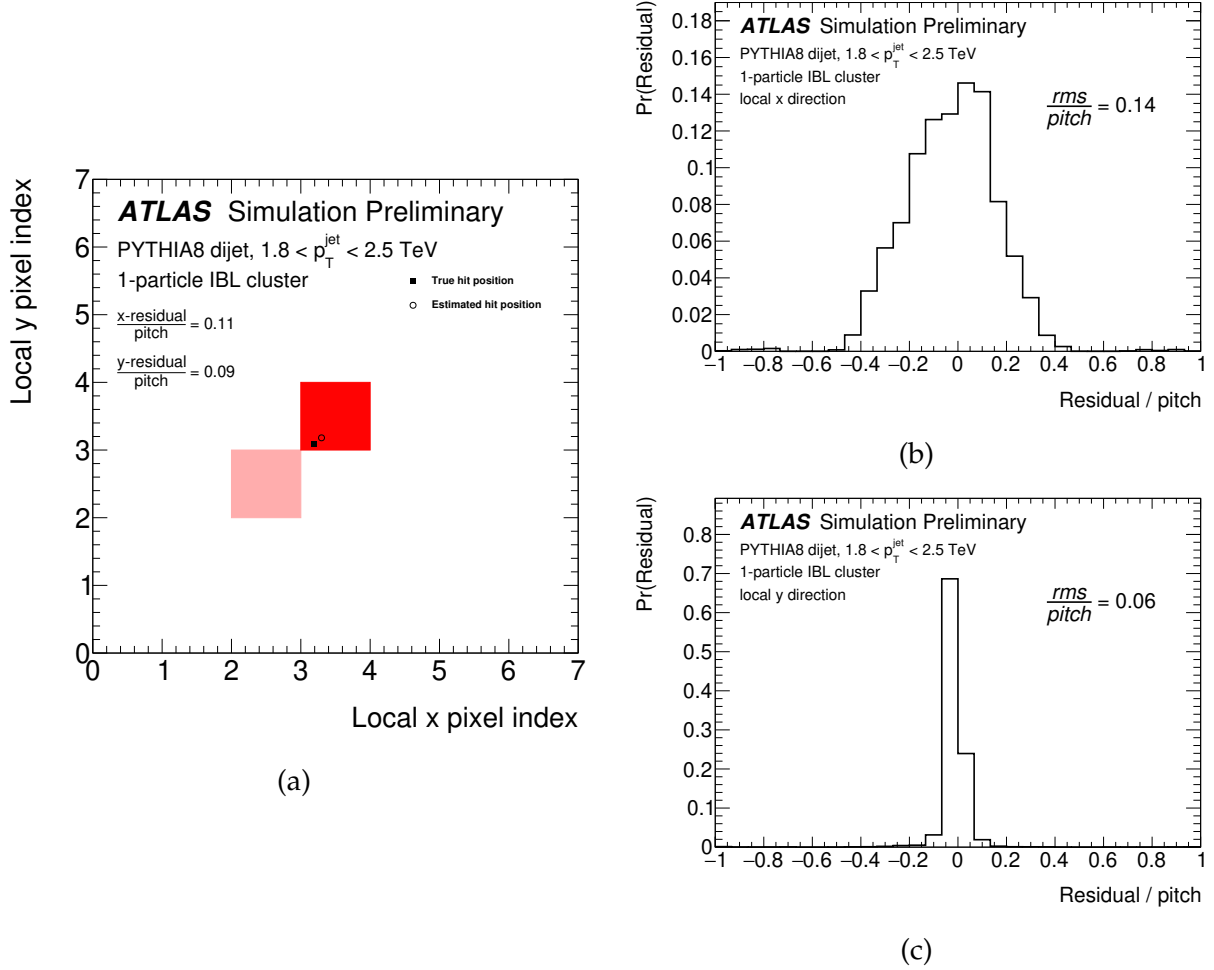 ATLAS Simulation Preliminary
PYTHIA8 dijet, 1.8 < p_T^jet < 2.5 TeV
1-particle IBL cluster
True hit position
Estimated hit position
x-residual/pitch = 0.11
y-residual/pitch = 0.09
Local y pixel index
7
6
5
4
3
2
1
0
0 1 2 3 4 5 6 7
Local x pixel index
(a)
Pr(Residual)
ATLAS Simulation Preliminary
PYTHIA8 dijet, 1.8 < p_T^jet < 2.5 TeV
1-particle IBL cluster
local x direction
rms/pitch = 0.14
0.18
0.16
0.14
0.12
0.1
0.08
0.06
0.04
0.02
0
−1 −0.8 −0.6 −0.4 −0.2 0 0.2 0.4 0.6 0.8 1
Residual / pitch
(b)
Pr(Residual)
ATLAS Simulation Preliminary
PYTHIA8 dijet, 1.8 < p_T^jet < 2.5 TeV
1-particle IBL cluster
local y direction
rms/pitch = 0.06
0.8
0.7
0.6
0.5
0.4
0.3
0.2
0.1
0
−1 −0.8 −0.6 −0.4 −0.2 0 0.2 0.4 0.6 0.8 1
Residual / pitch
(c)